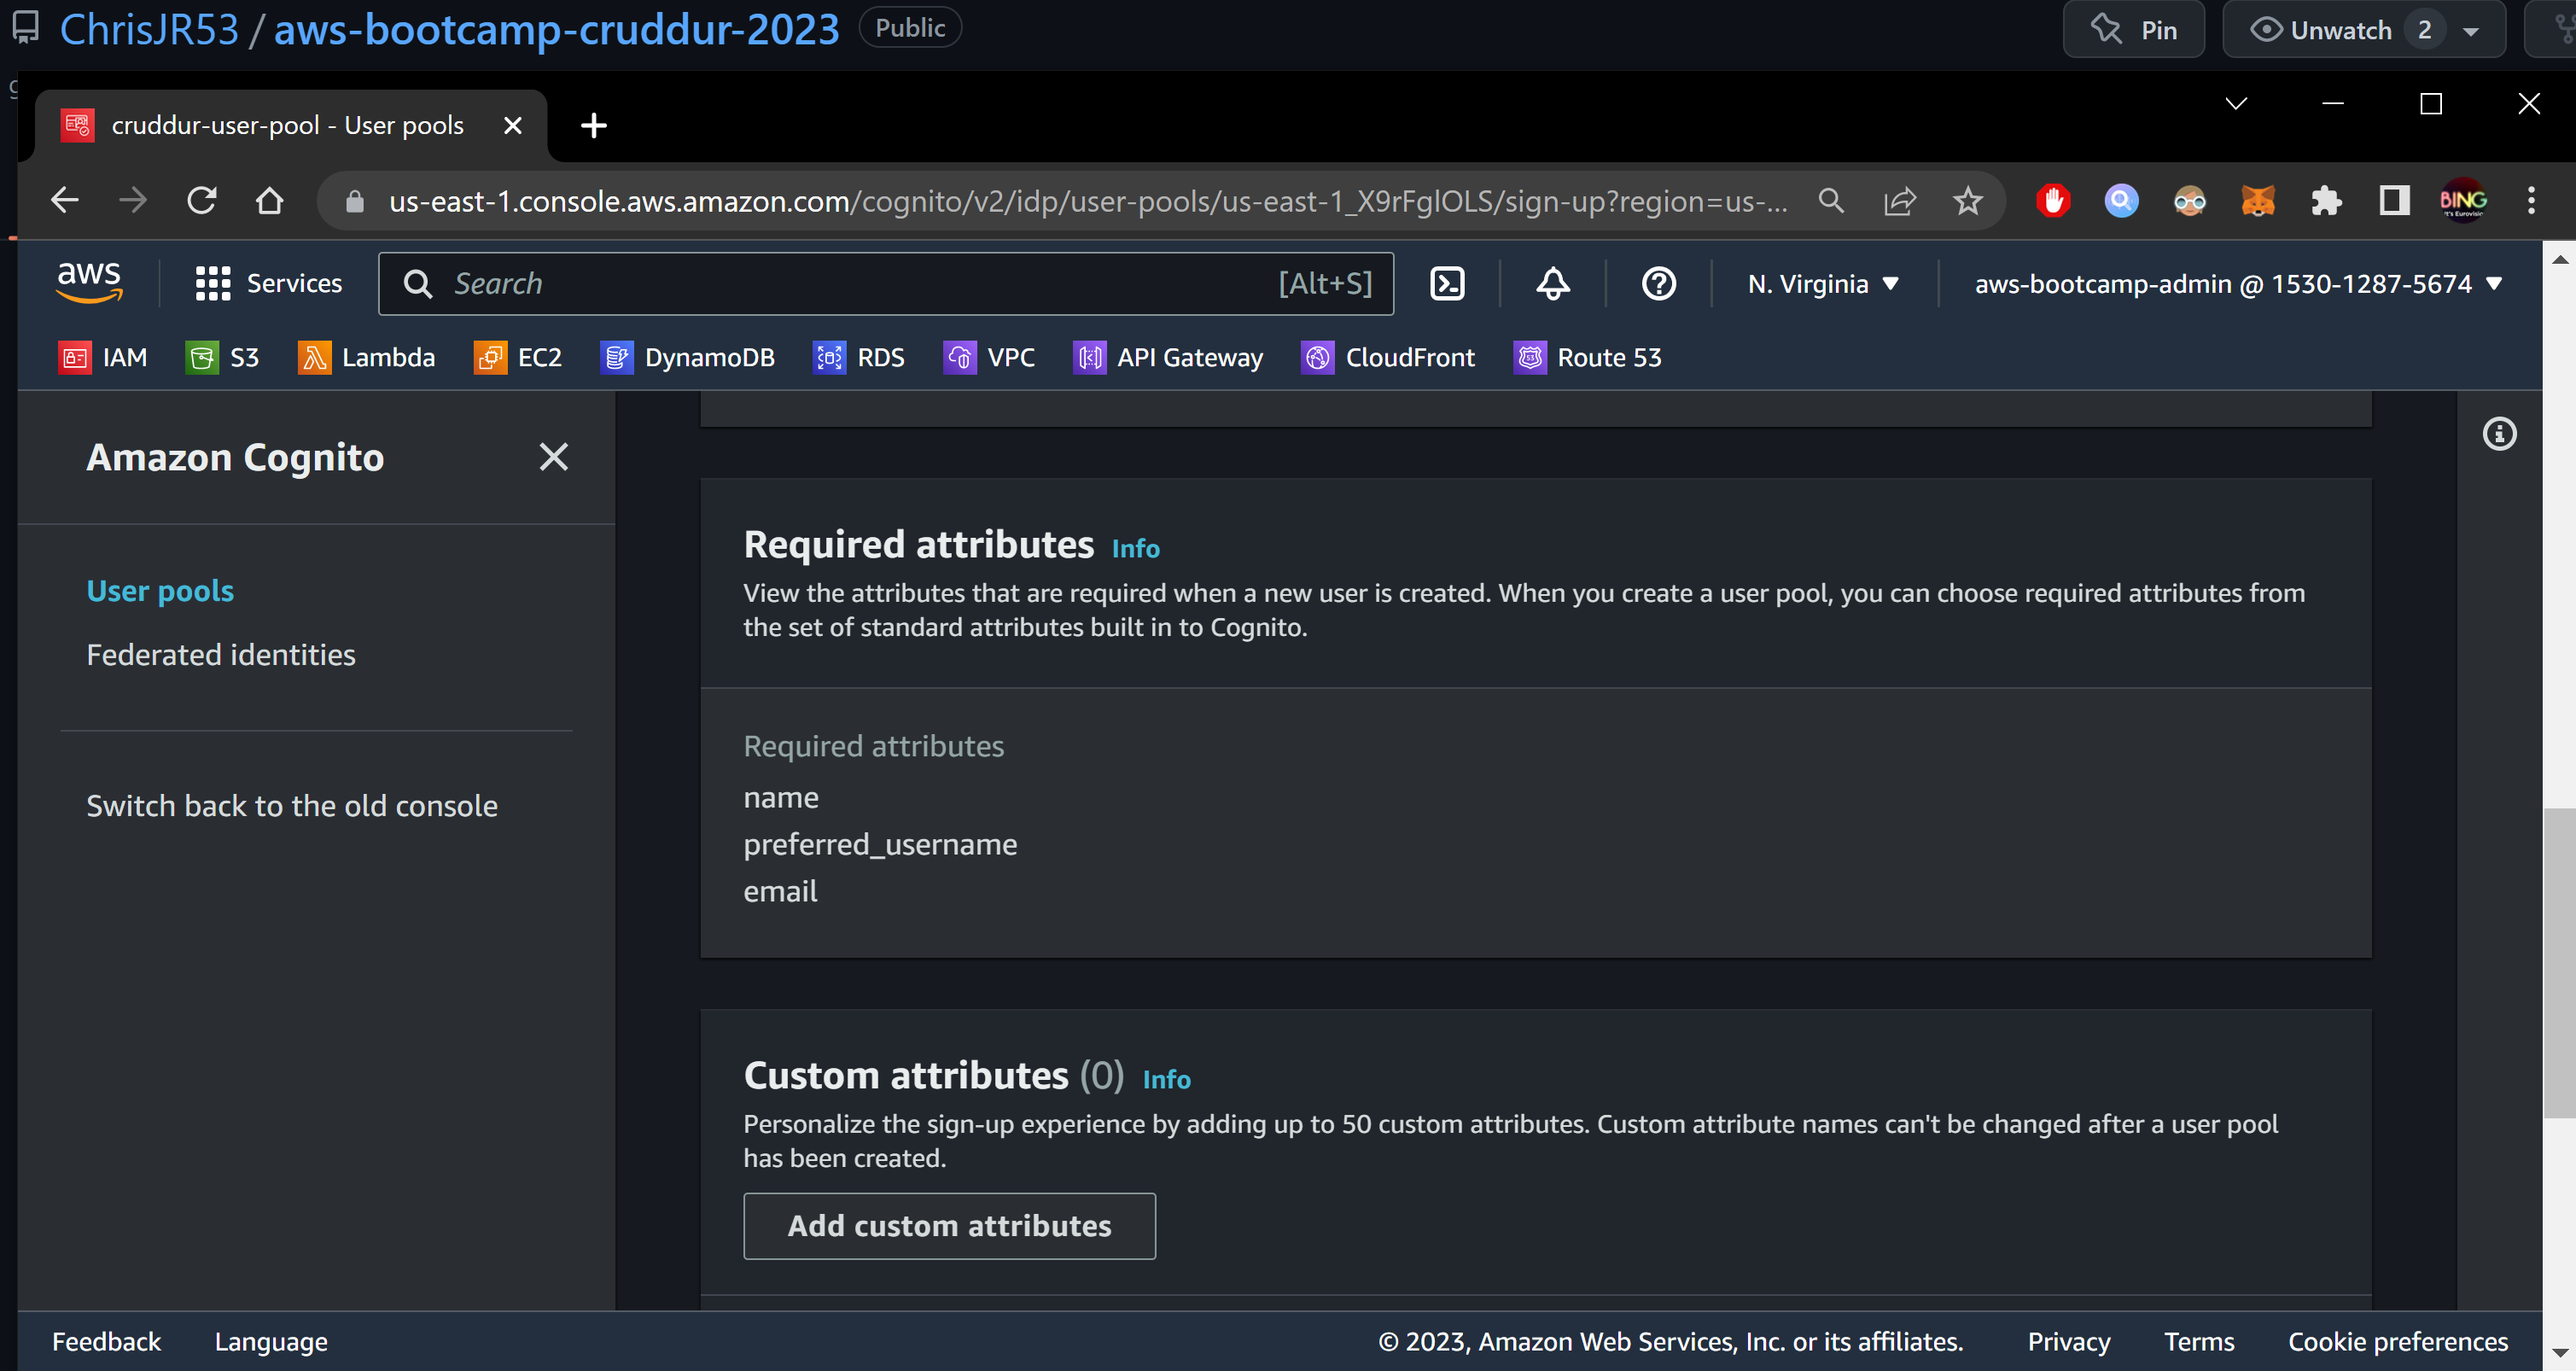 ChrisJR53 / aws-bootcamp-cruddur-2023 Public Pin Unwatch 2
cruddur-user-pool - User pools
us-east-1.console.aws.amazon.com/cognito/v2/idp/user-pools/us-east-1_X9rFglOLS/sign-up?region=us-...
BING
It's Eurovision
aws Services Search [Alt+S] N. Virginia aws-bootcamp-admin @ 1530-1287-5674
IAM S3 Lambda EC2 DynamoDB RDS VPC API Gateway CloudFront Route 53
Amazon Cognito
User pools
Federated identities
Switch back to the old console
Required attributes Info
View the attributes that are required when a new user is created. When you create a user pool, you can choose required attributes from
the set of standard attributes built in to Cognito.
Required attributes
name
preferred_username
email
Custom attributes (0) Info
Personalize the sign-up experience by adding up to 50 custom attributes. Custom attribute names can't be changed after a user pool
has been created.
Add custom attributes
Feedback Language © 2023, Amazon Web Services, Inc. or its affiliates. Privacy Terms Cookie preferences